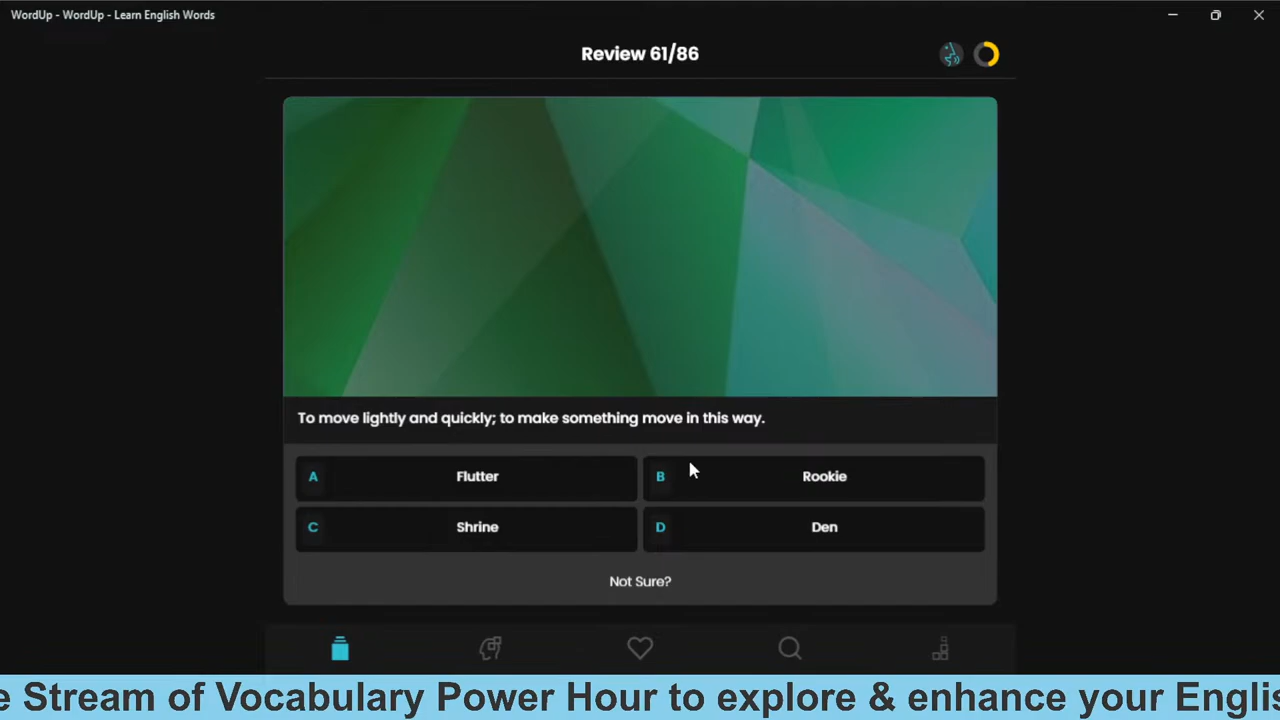 WordUp - WordUp - Learn English Words
Review 61/86
To move lightly and quickly; to make something move in this way.
A Flutter
B Rookie
C Shrine
D Den
Not Sure?
e Stream of Vocabulary Power Hour to explore & enhance your Englis